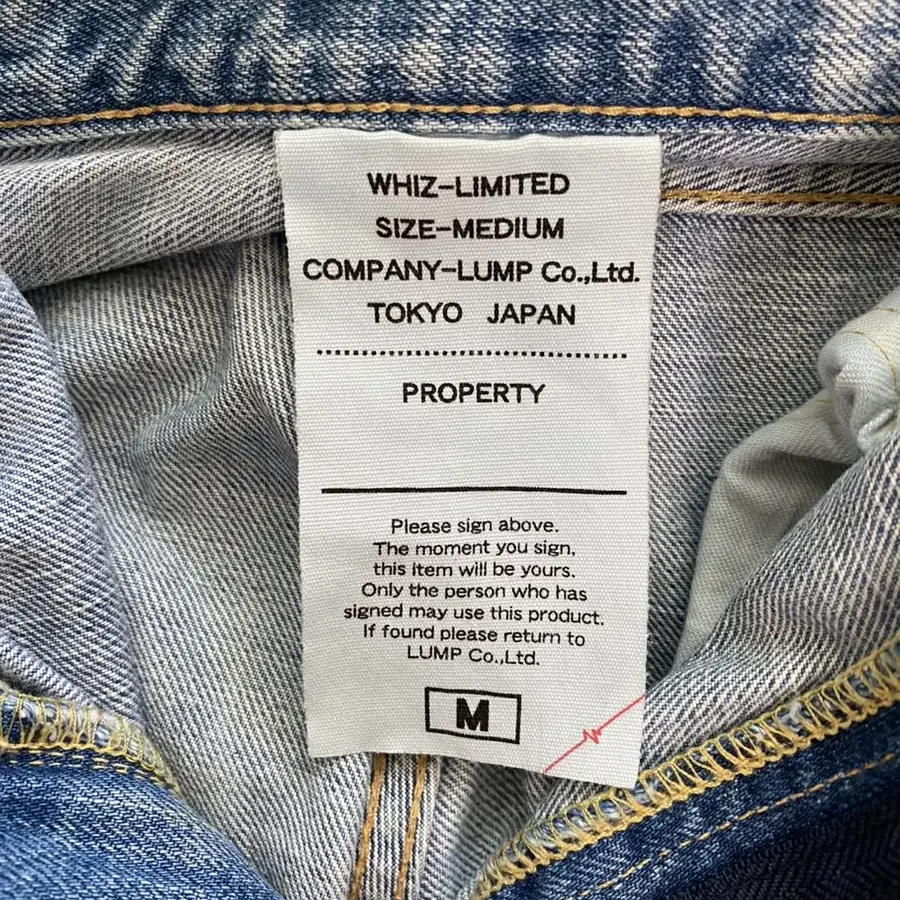 WHIZ-LIMITED
SIZE-MEDIUM
COMPANY-LUMP Co.,Ltd.
TOKYO JAPAN
PROPERTY
Please sign above.
The moment you sign,
this item will be yours.
Only the person who has
signed may use this product.
If found please return to
LUMP Co.,Ltd.
M